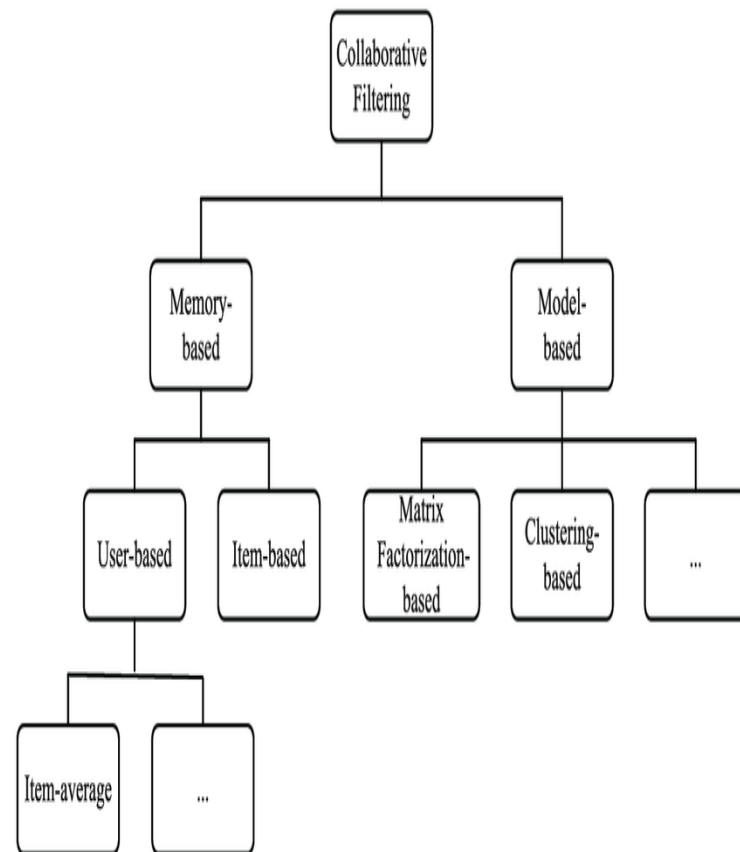 Collaborative
Filtering
Memory-
based
Model-
based
User-based
Item-based
Matrix
Factorization-
based
Clustering-
based
...
Item-average
...